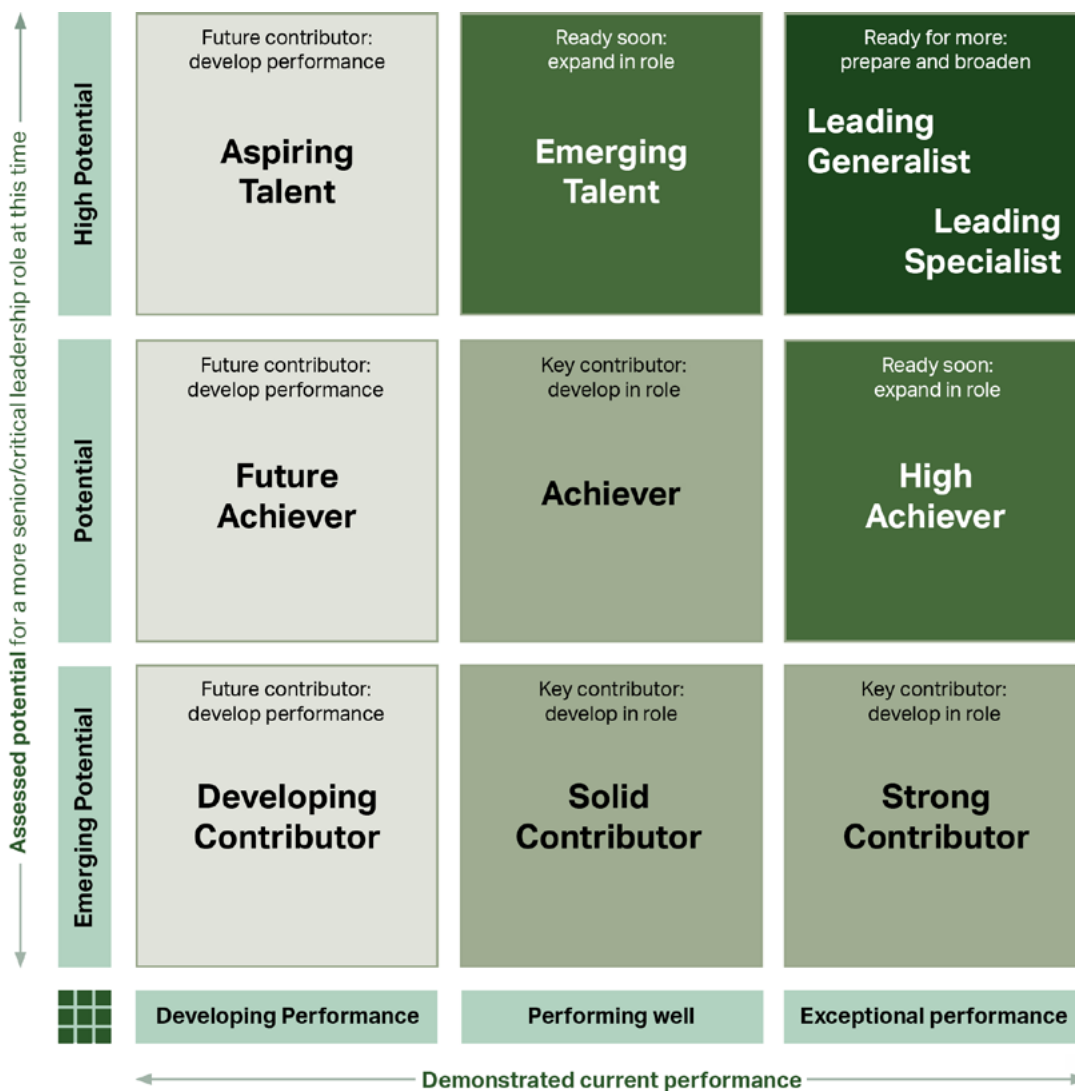 Assessed potential for a more senior/critical leadership role at this time
High Potential
Future contributor:
develop performance
Aspiring
Talent
Ready soon:
expand in role
Emerging
Talent
Ready for more:
prepare and broaden
Leading
Generalist
Leading
Specialist
Potential
Future contributor:
develop performance
Future
Achiever
Key contributor:
develop in role
Achiever
Ready soon:
expand in role
High
Achiever
Emerging Potential
Future contributor:
develop performance
Developing
Contributor
Key contributor:
develop in role
Solid
Contributor
Key contributor:
develop in role
Strong
Contributor
Developing Performance
Performing well
Exceptional performance
Demonstrated current performance